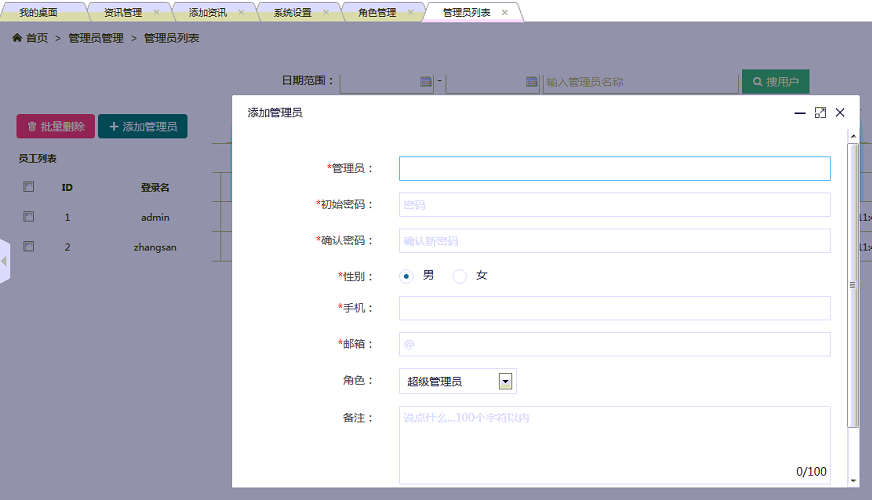 我的桌面 资讯管理 × 添加资讯 × 系统设置 × 角色管理 × 管理员列表 ×
首页 > 管理员管理 > 管理员列表
日期范围： - 输入管理员名称 搜用户
添加管理员
批量删除 + 添加管理员
员工列表
*管理员：
ID 登录名
*初始密码： 密码
1 admin
*确认密码： 确认新密码
2 zhangsan
*性别： 男 女
*手机：
*邮箱： @
角色： 超级管理员
备注： 说点什么...100个字符以内
0/100